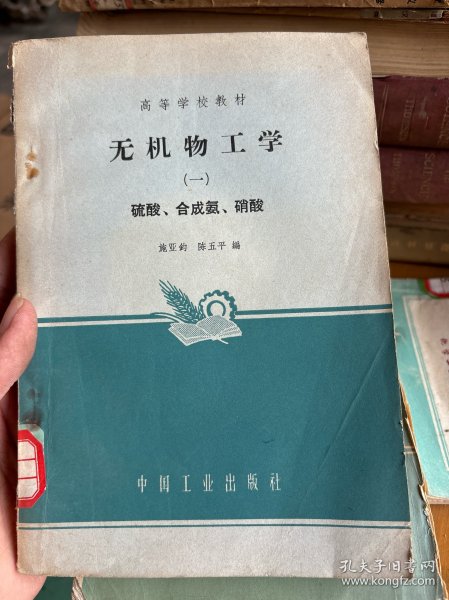 高等学校教材
无机物工学
(一)
硫酸、合成氨、硝酸
施亚钧 陈五平 编
中国工业出版社
孔夫子旧书网
www.kongfz.com